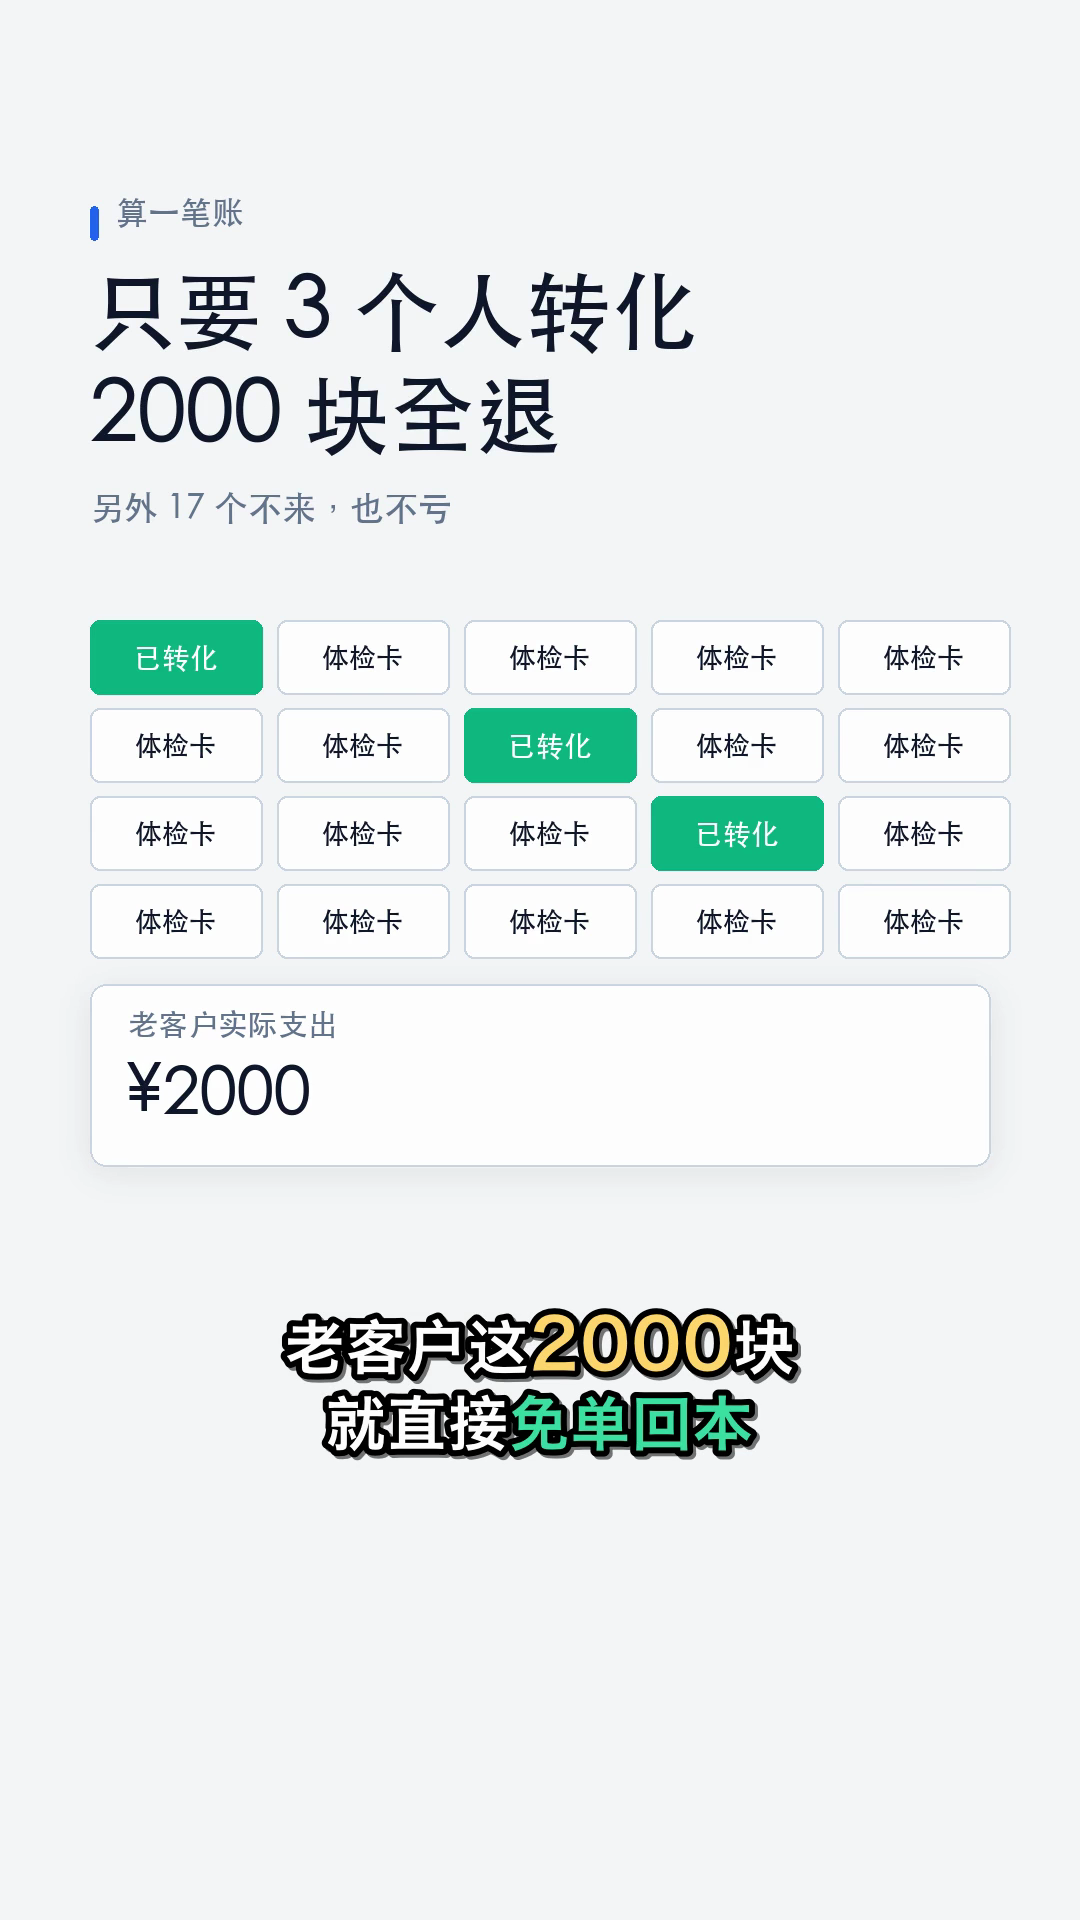 算一笔账
只要 3 个人转化
2000 块全退
另外 17 个不来，也不亏
已转化 体检卡 体检卡 体检卡 体检卡
体检卡 体检卡 已转化 体检卡 体检卡
体检卡 体检卡 体检卡 已转化 体检卡
体检卡 体检卡 体检卡 体检卡 体检卡
老客户实际支出
¥2000
老客户这2000块
就直接免单回本